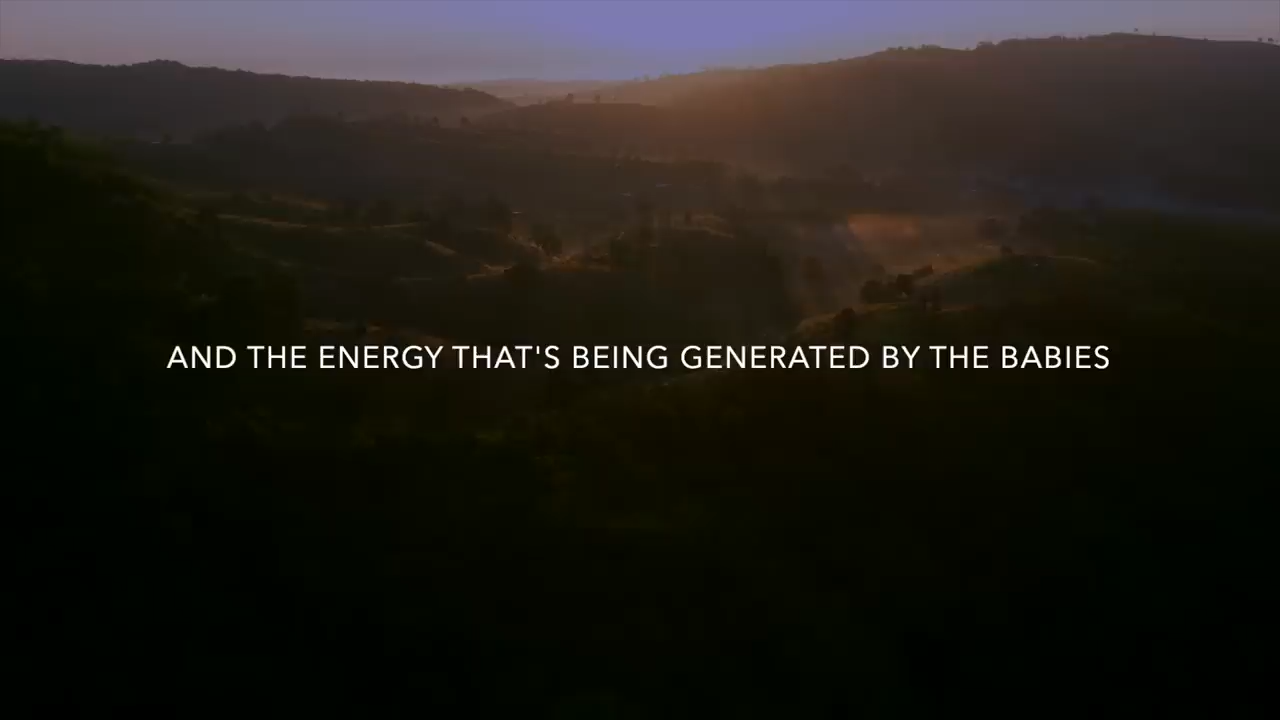 AND THE ENERGY THAT'S BEING GENERATED BY THE BABIES